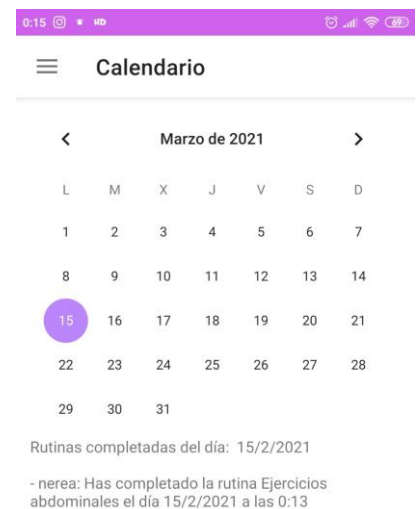 0:15 HD 69
Calendario
Marzo de 2021
L M X J V S D
1 2 3 4 5 6 7
8 9 10 11 12 13 14
15 16 17 18 19 20 21
22 23 24 25 26 27 28
29 30 31
Rutinas completadas del día: 15/2/2021
- nerea: Has completado la rutina Ejercicios
abdominales el día 15/2/2021 a las 0:13